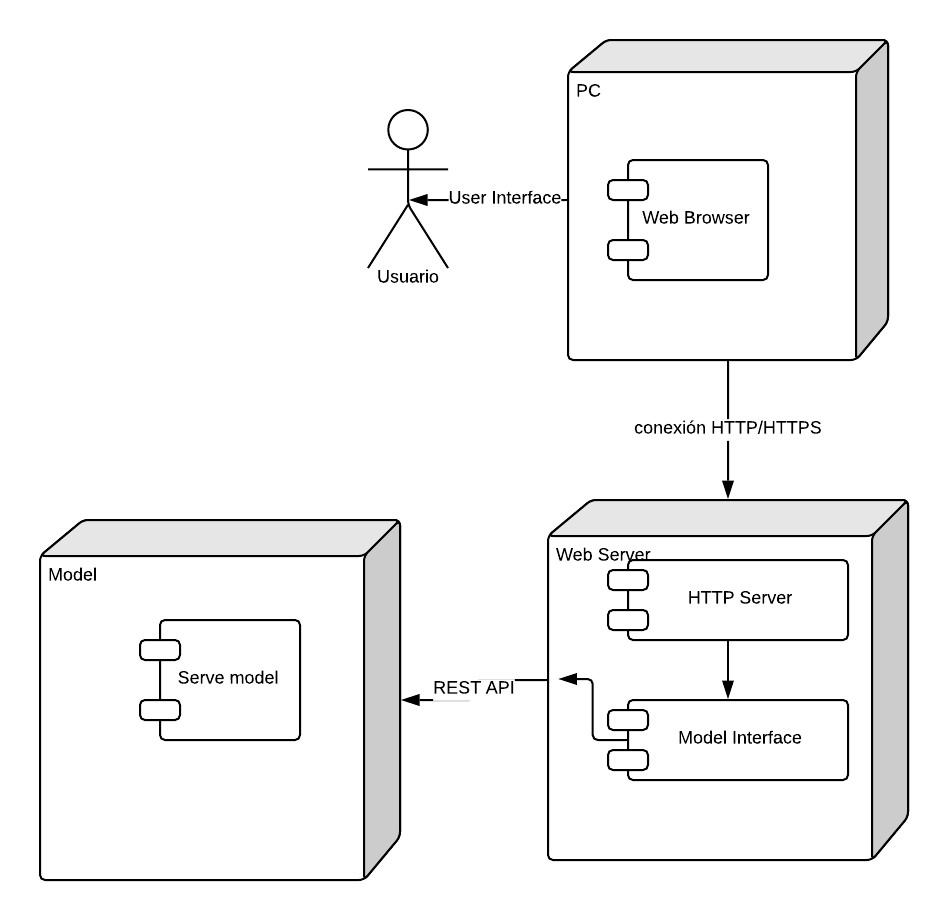 PC
Web Browser
User Interface
Usuario
conexión HTTP/HTTPS
Web Server
HTTP Server
Model
Serve model
REST API
Model Interface